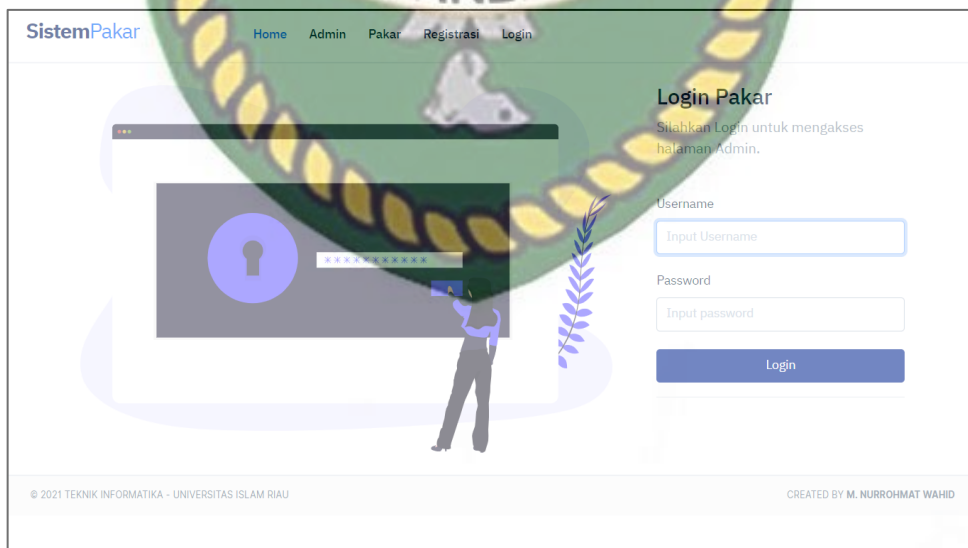 SistemPakar
Home Admin Pakar Registrasi Login
Login Pakar
Silahkan Login untuk mengakses
halaman Admin.
Username
Input Username
***********
Password
Input password
Login
© 2021 TEKNIK INFORMATIKA - UNIVERSITAS ISLAM RIAU
CREATED BY M. NURROHMAT WAHID